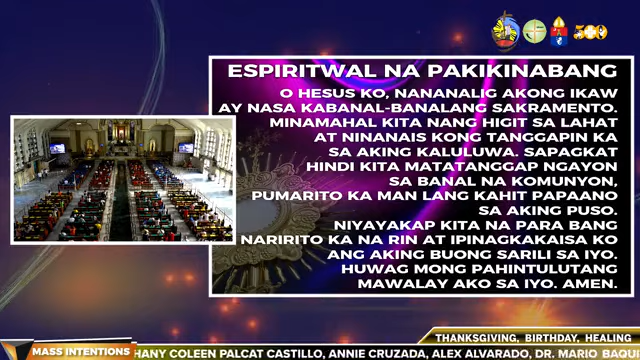 500
ESPIRITWAL NA PAKIKINABANG
O HESUS KO, NANANALIG AKONG IKAW
AY NASA KABANAL-BANALANG SAKRAMENTO.
MINAMAHAL KITA NANG HIGIT SA LAHAT
AT NINANAIS KONG TANGGAPIN KA
SA AKING KALULUWA. SAPAGKAT
HINDI KITA MATATANGGAP NGAYON
SA BANAL NA KOMUNYON,
PUMARITO KA MAN LANG KAHIT PAPAANO
SA AKING PUSO.
NIYAYAKAP KITA NA PARA BANG
NARIRITO KA NA RIN AT IPINAGKAKAISA KO
ANG AKING BUONG SARILI SA IYO.
HUWAG MONG PAHINTULUTANG
MAWALAY AKO SA IYO. AMEN.
THANKSGIVING, BIRTHDAY, HEALING
MASS INTENTIONS
HANY COLEEN PALCAT CASTILLO, ANNIE CRUZADA, ALEX ALVARADO, DR. MARIO BAQUI